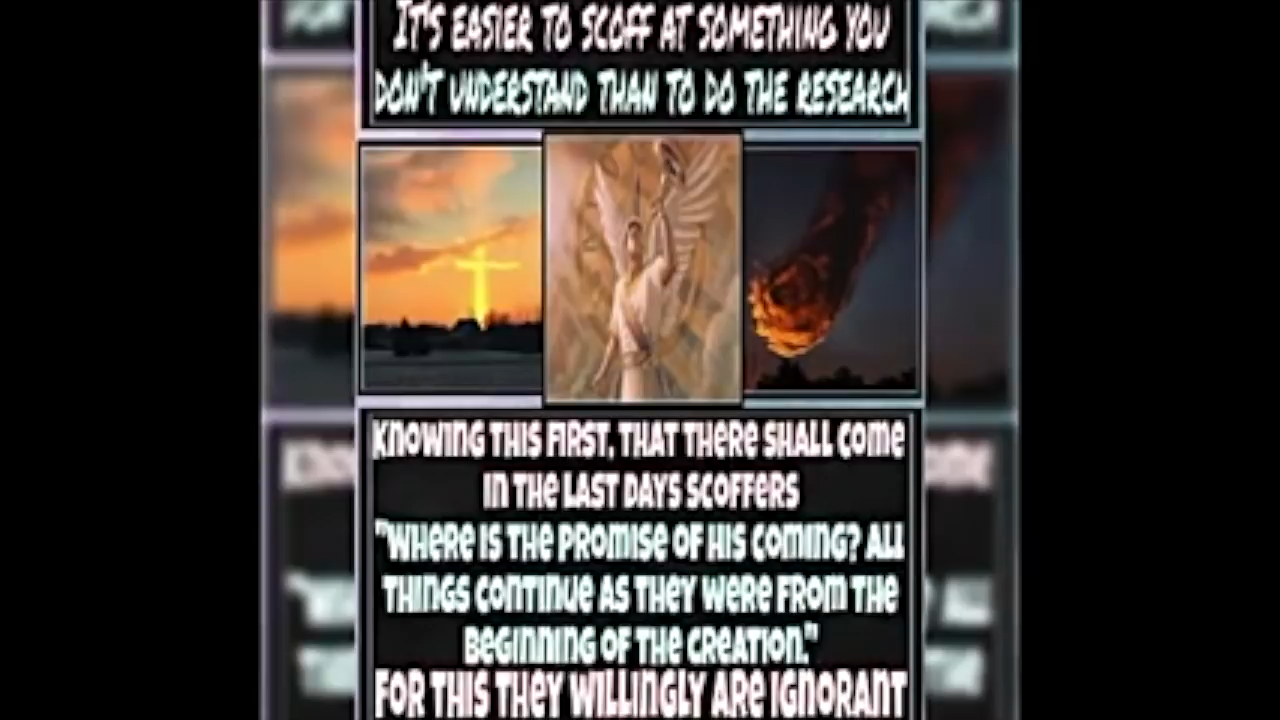 It's easier to scoff at something you
don't understand than to do the research
Knowing this first, that there shall come
in the last days scoffers
"Where is the promise of His coming? All
things continue as they were from the
beginning of the creation."
For this they willingly are ignorant